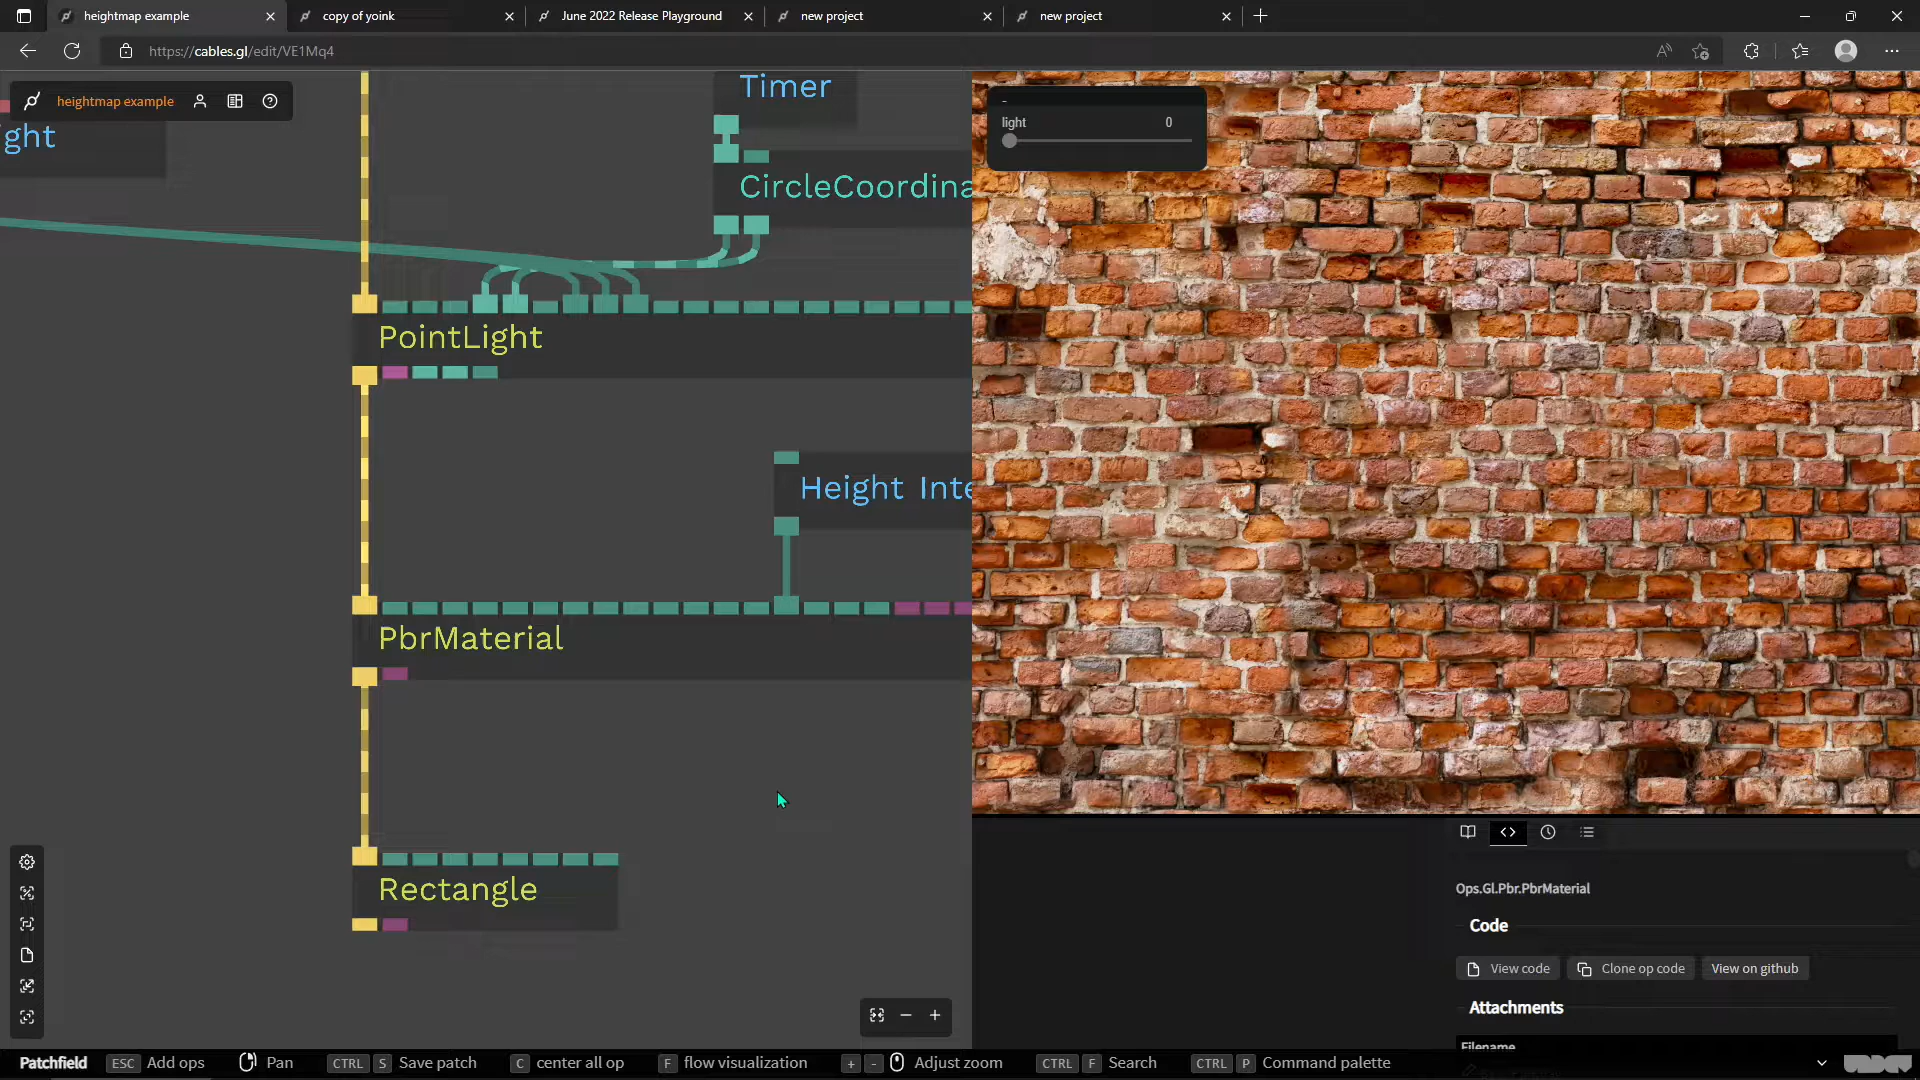 heightmap example
copy of yoink
June 2022 Release Playground
new project
new project
https://cables.gl/edit/VE1Mq4
heightmap example
ght
Timer
CircleCoordina
PointLight
Height Inte
PbrMaterial
Rectangle
light 0
Ops.Gl.Pbr.PbrMaterial
Code
View code
Clone op code
View on github
Attachments
Filename
Patchfield ESC Add ops Pan CTRL S Save patch C center all op F flow visualization + - Adjust zoom CTRL F Search CTRL P Command palette